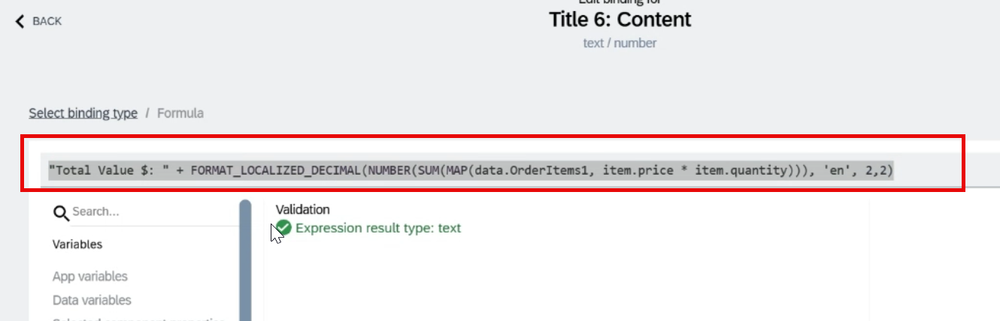 Edit binding for
BACK
Title 6: Content
text / number
Select binding type / Formula
"Total Value $: " + FORMAT_LOCALIZED_DECIMAL(NUMBER(SUM(MAP(data.OrderItems1, item.price * item.quantity))), 'en', 2,2)
Search...
Validation
Expression result type: text
Variables
App variables
Data variables
Selected component properties